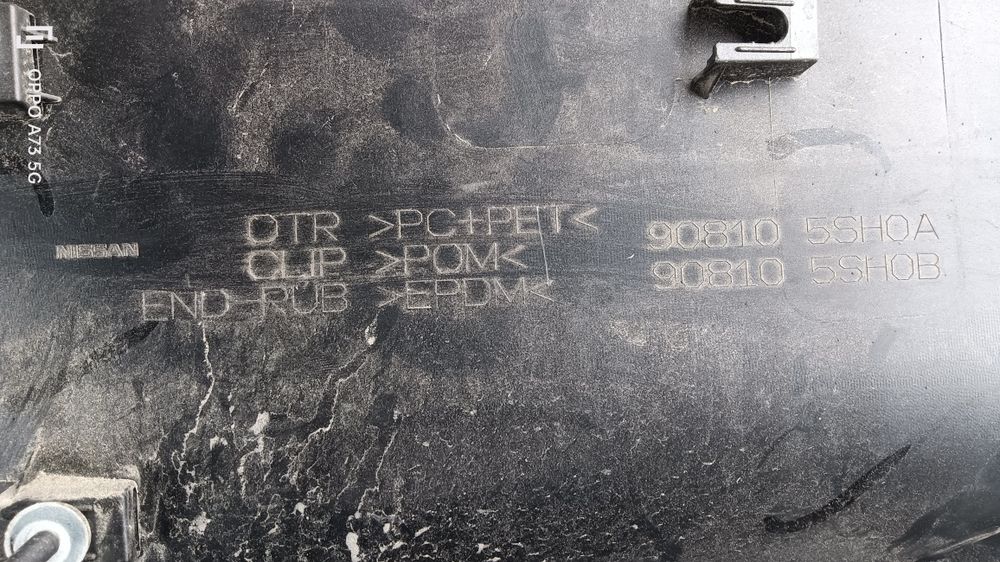 OPPO A73 5G
NISSAN
OTR >PC+PET< 90810 5SH0A
CLIP >POM< 90810 5SH0B
END-RUB >EPDM<